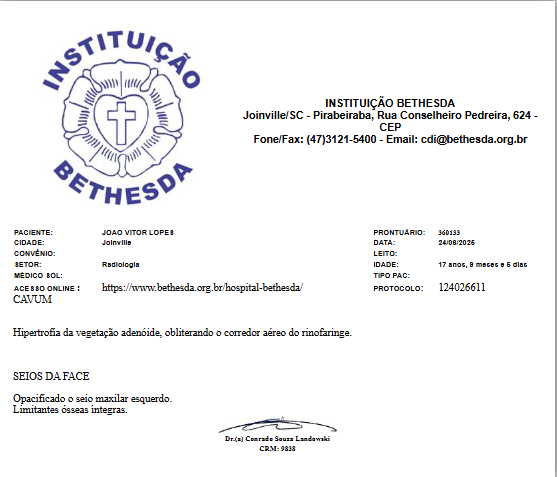 INSTITUIÇÃO
BETHESDA
INSTITUIÇÃO BETHESDA
Joinville/SC - Pirabeiraba, Rua Conselheiro Pedreira, 624 -
CEP
Fone/Fax: (47)3121-5400 - Email: cdi@bethesda.org.br
PACIENTE: JOAO VITOR LOPES PRONTUÁRIO: 360133
CIDADE: Joinville DATA: 24/06/2025
CONVÊNIO: LEITO:
SETOR: Radiologia IDADE: 17 anos, 9 meses e 5 dias
MÉDICO SOL: TIPO PAC:
ACESSO ONLINE : https://www.bethesda.org.br/hospital-bethesda/ PROTOCOLO: 124026611
CAVUM
Hipertrofia da vegetação adenóide, obliterando o corredor aéreo do rinofaringe.
SEIOS DA FACE
Opacificado o seio maxilar esquerdo.
Limitantes ósseas íntegras.
Dr.(a) Conrado Souza Landowski
CRM: 9838